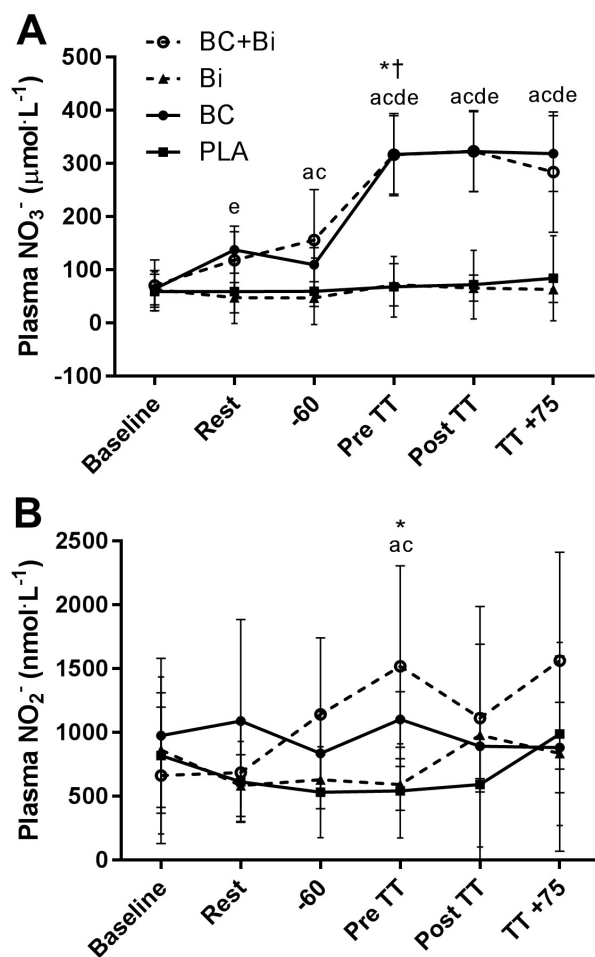 A
BC+Bi
Bi
BC
PLA
Plasma NO₃⁻ (μmol·L⁻¹)
500
400
300
200
100
0
-100
e
ac
*†
acde
acde
acde
Baseline
Rest
-60
Pre TT
Post TT
TT +75
B
Plasma NO₂⁻ (nmol·L⁻¹)
2500
2000
1500
1000
500
0
*
ac
Baseline
Rest
-60
Pre TT
Post TT
TT +75